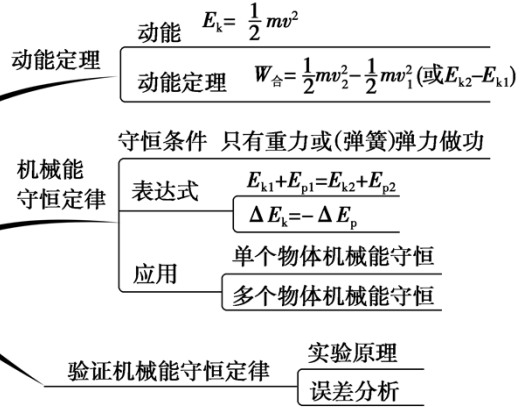 动能定理
动能 Eₖ= 1/2 mv²
动能定理 W合=1/2mv₂²-1/2mv₁²(或Eₖ₂-Eₖ₁)
机械能
守恒定律
守恒条件 只有重力或(弹簧)弹力做功
表达式
Eₖ₁+Eₚ₁=Eₖ₂+Eₚ₂
ΔEₖ=-ΔEₚ
应用
单个物体机械能守恒
多个物体机械能守恒
验证机械能守恒定律
实验原理
误差分析